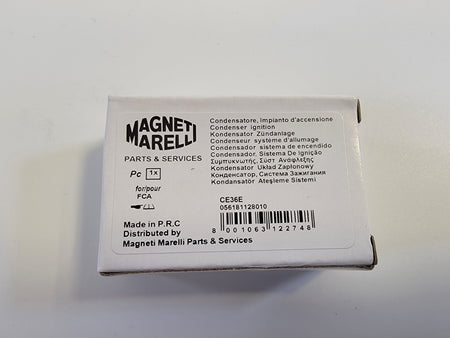 MAGNETI
MARELLI
PARTS & SERVICES
Pc 1x
for/pour
FCA
Made in P.R.C
Distributed by
Magneti Marelli Parts & Services
Condensatore, Impianto d'accensione
Condenser ignition
Kondensator Zündanlage
Condenseur système d'allumage
Condensador sistema de encendido
Condensador. Sistema De Ignição
Συμπυκνωτής, Σύστ. Ανάφλεξης
Kondensator Układ Zapłonowy
Конденсатор, Система Зажигания
Kondansatör Ateşleme Sistemi
CE36E
056181128010
8 001063 122748